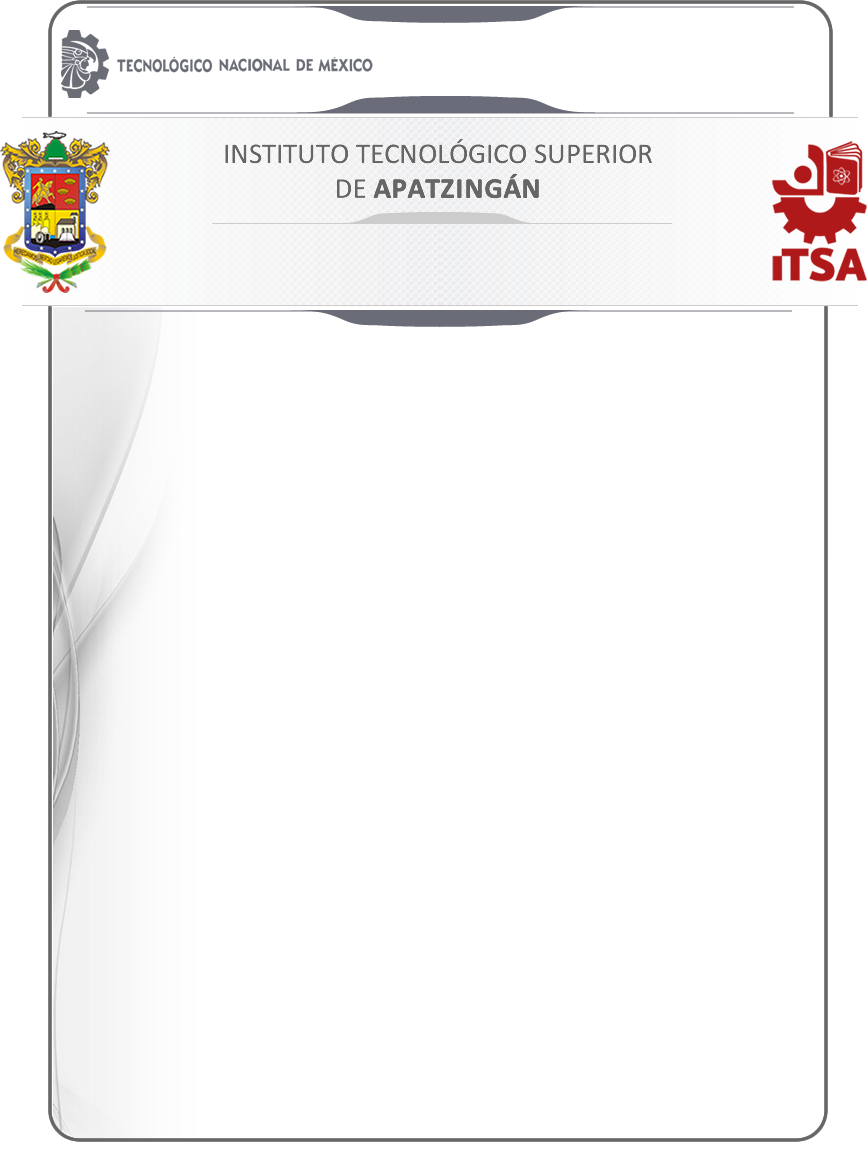 TECNOLÓGICO NACIONAL DE MÉXICO
INSTITUTO TECNOLÓGICO SUPERIOR
DE APATZINGÁN
ITSA